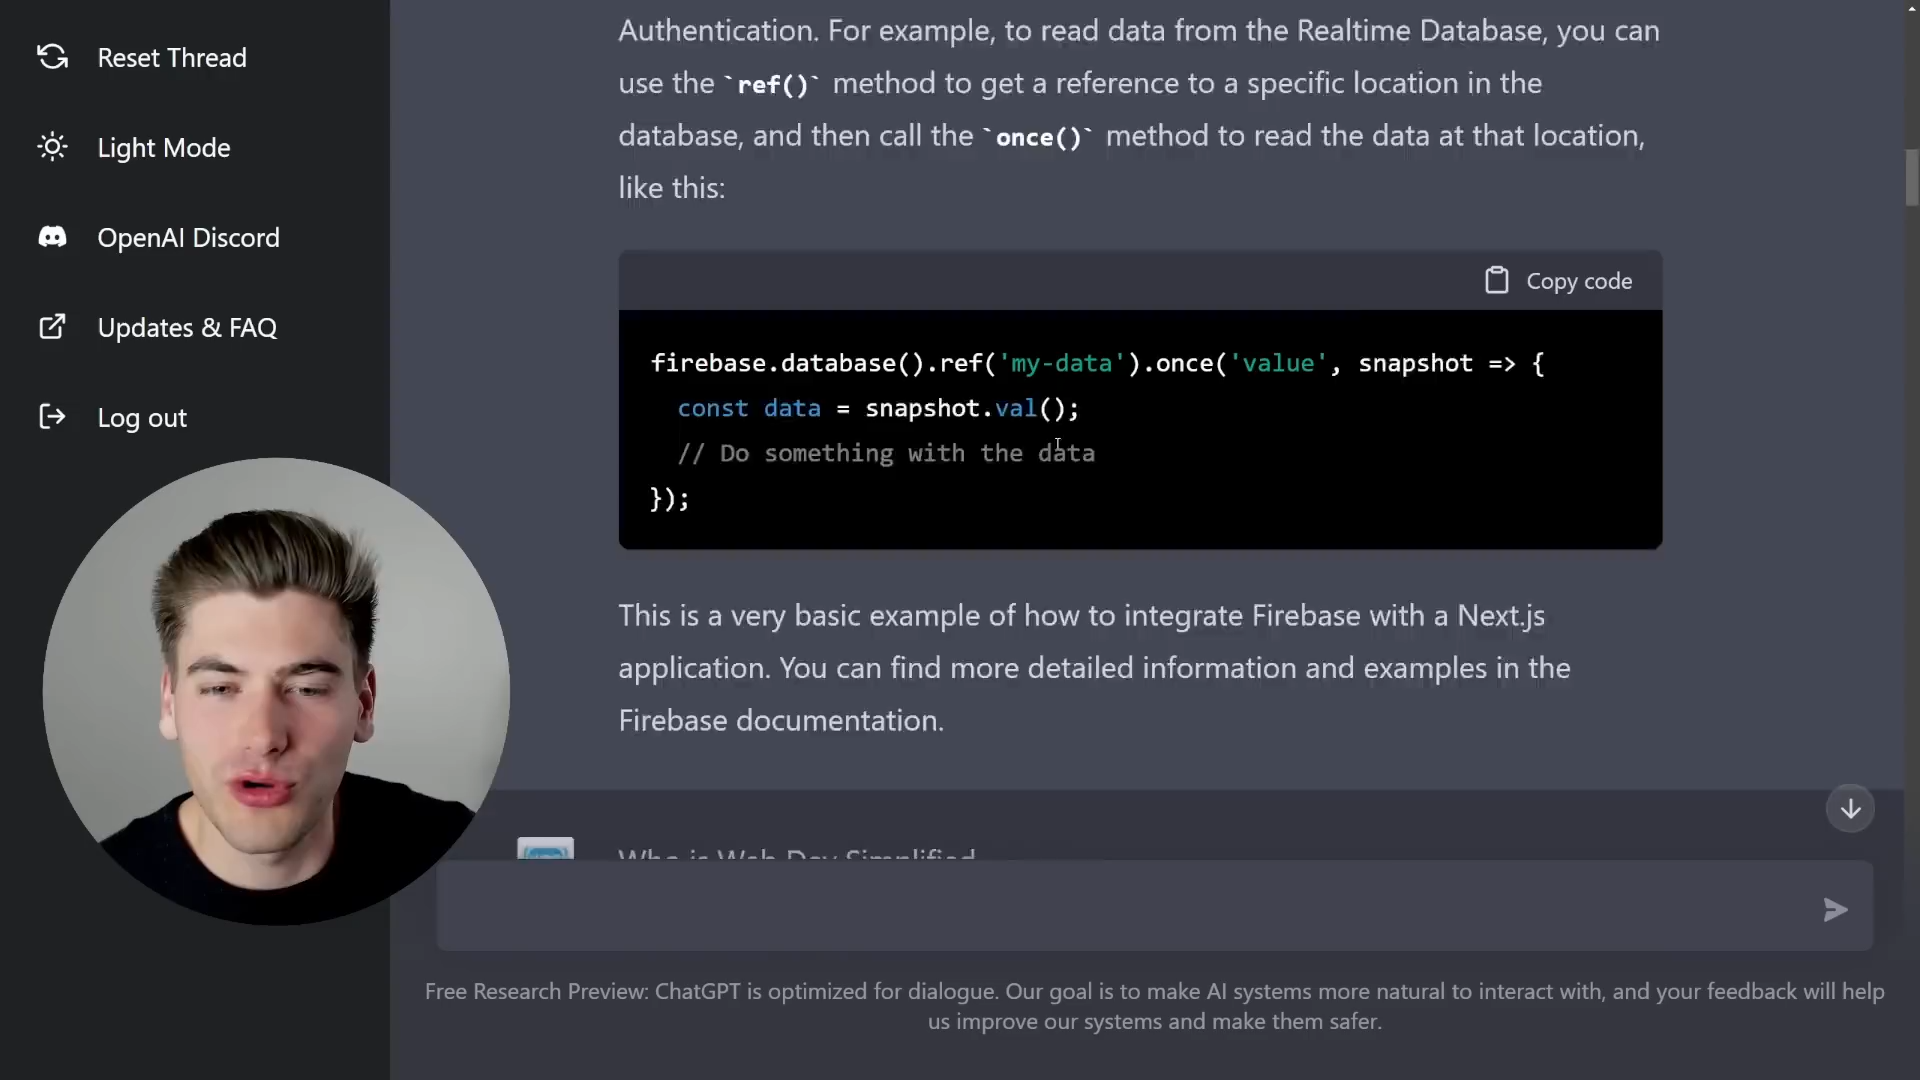 Reset Thread
Light Mode
OpenAI Discord
Updates & FAQ
Log out
Authentication. For example, to read data from the Realtime Database, you can
use the `ref()` method to get a reference to a specific location in the
database, and then call the `once()` method to read the data at that location,
like this:
Copy code
firebase.database().ref('my-data').once('value', snapshot => {
const data = snapshot.val();
// Do something with the data
});
This is a very basic example of how to integrate Firebase with a Next.js
application. You can find more detailed information and examples in the
Firebase documentation.
Who is Web Dev Simplified
Free Research Preview: ChatGPT is optimized for dialogue. Our goal is to make AI systems more natural to interact with, and your feedback will help
us improve our systems and make them safer.